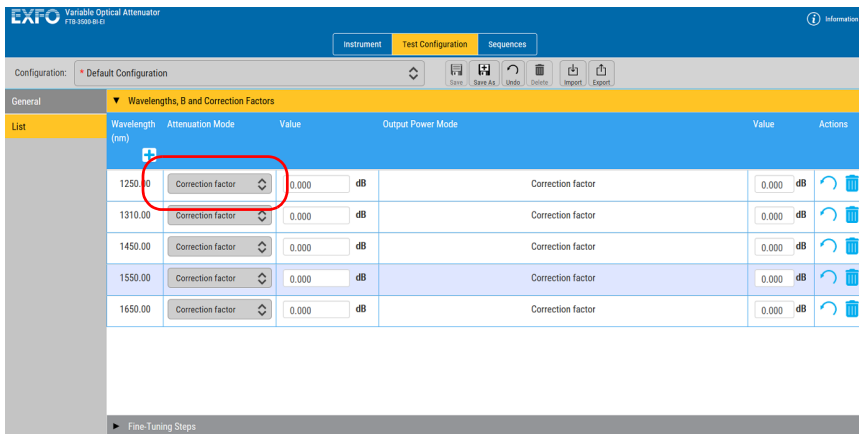 EXFO Variable Optical Attenuator
FTB-3500-BI-EI
Information
Instrument Test Configuration Sequences
Configuration: * Default Configuration
Save Save As Undo Delete Import Export
General
▼ Wavelengths, B and Correction Factors
List
Wavelength (nm) Attenuation Mode Value Output Power Mode Value Actions
1250.00 Correction factor 0.000 dB Correction factor 0.000 dB
1310.00 Correction factor 0.000 dB Correction factor 0.000 dB
1450.00 Correction factor 0.000 dB Correction factor 0.000 dB
1550.00 Correction factor 0.000 dB Correction factor 0.000 dB
1650.00 Correction factor 0.000 dB Correction factor 0.000 dB
► Fine-Tuning Steps